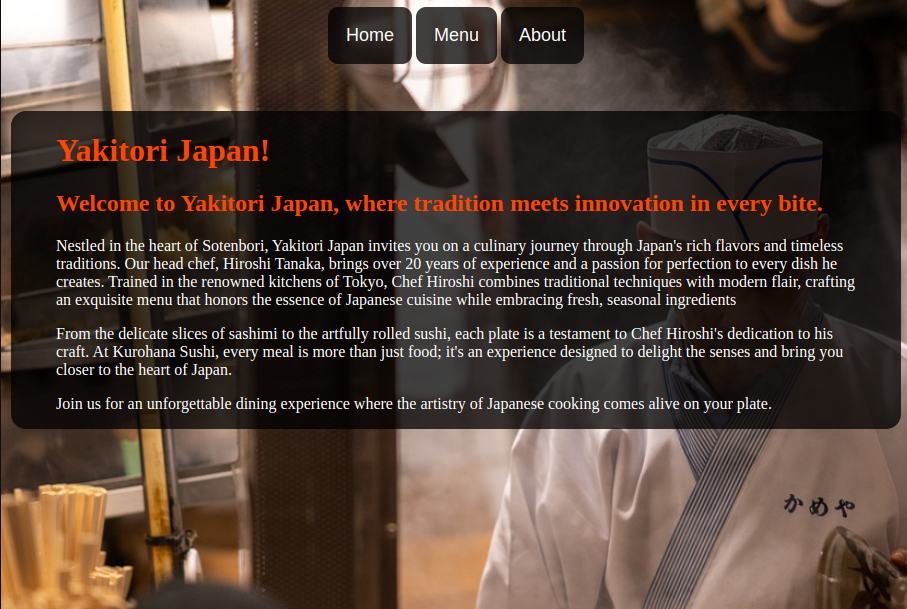 Home Menu About
Yakitori Japan!
Welcome to Yakitori Japan, where tradition meets innovation in every bite.
Nestled in the heart of Sotenbori, Yakitori Japan invites you on a culinary journey through Japan's rich flavors and timeless
traditions. Our head chef, Hiroshi Tanaka, brings over 20 years of experience and a passion for perfection to every dish he
creates. Trained in the renowned kitchens of Tokyo, Chef Hiroshi combines traditional techniques with modern flair, crafting
an exquisite menu that honors the essence of Japanese cuisine while embracing fresh, seasonal ingredients
From the delicate slices of sashimi to the artfully rolled sushi, each plate is a testament to Chef Hiroshi's dedication to his
craft. At Kurohana Sushi, every meal is more than just food; it's an experience designed to delight the senses and bring you
closer to the heart of Japan.
Join us for an unforgettable dining experience where the artistry of Japanese cooking comes alive on your plate.
かめや